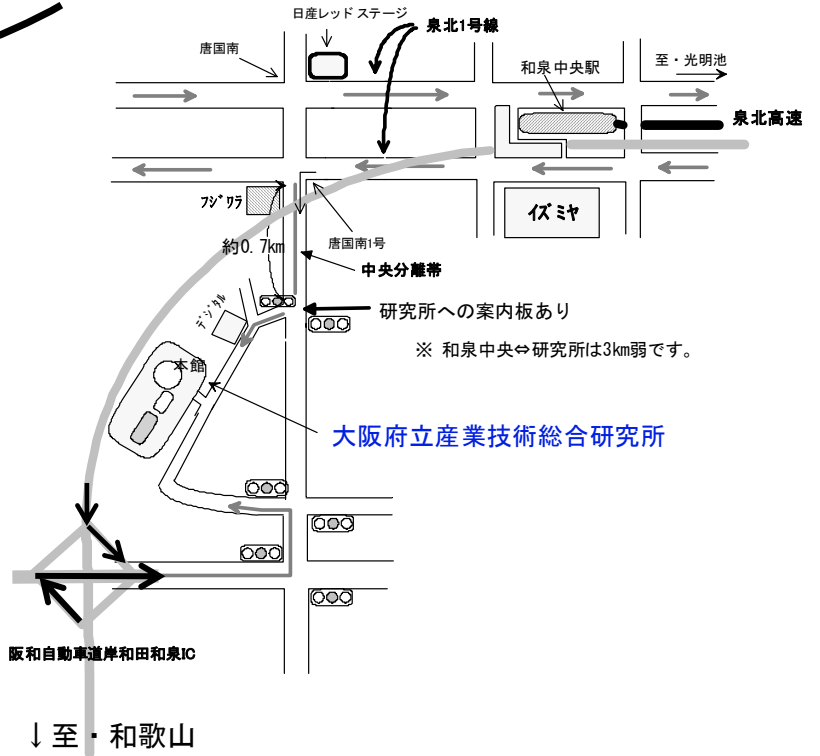 日産レッド ステージ
泉北1号線
唐国南
和泉中央駅
至・光明池
泉北高速
フジワラ
イズミヤ
約0.7km
唐国南1号
中央分離帯
デジタル
研究所への案内板あり
※ 和泉中央⇔研究所は3km弱です。
本館
大阪府立産業技術総合研究所
阪和自動車道岸和田和泉IC
↓至・和歌山